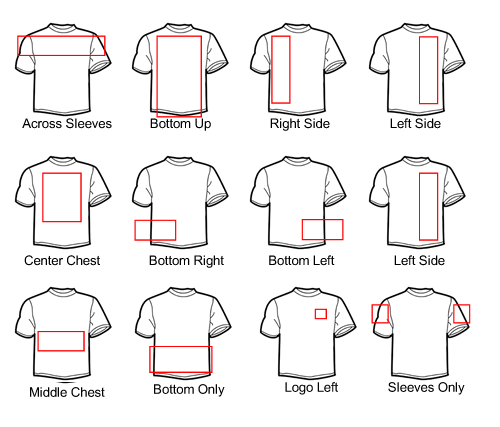 Across Sleeves
Bottom Up
Right Side
Left Side
Center Chest
Bottom Right
Bottom Left
Left Side
Middle Chest
Bottom Only
Logo Left
Sleeves Only